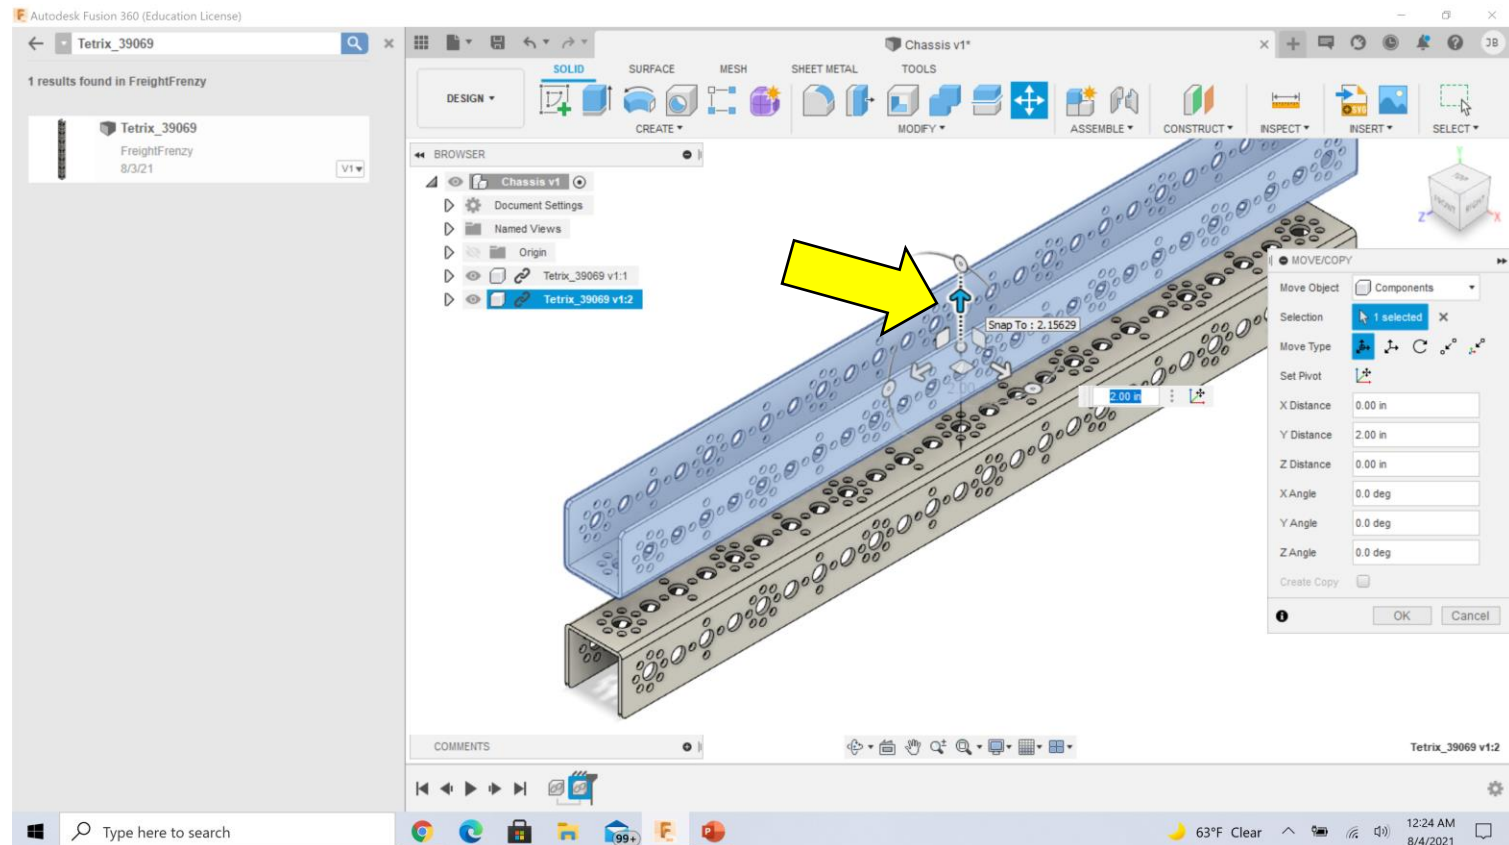 Autodesk Fusion 360 (Education License)
Tetrix_39069
1 results found in FreightFrenzy
Tetrix_39069
FreightFrenzy
8/3/21
V1
Chassis v1*
JB
DESIGN
SOLID SURFACE MESH SHEET METAL TOOLS
CREATE MODIFY ASSEMBLE CONSTRUCT INSPECT INSERT SELECT
BROWSER
Chassis v1
Document Settings
Named Views
Origin
Tetrix_39069 v1:1
Tetrix_39069 v1:2
Snap To : 2.15629
2.00
2.00 in
TOP
FRONT
RIGHT
Y
Z
X
MOVE/COPY
Move Object Components
Selection 1 selected
Move Type
Set Pivot
X Distance 0.00 in
Y Distance 2.00 in
Z Distance 0.00 in
X Angle 0.0 deg
Y Angle 0.0 deg
Z Angle 0.0 deg
Create Copy
OK Cancel
COMMENTS
Tetrix_39069 v1:2
Type here to search
99+
63°F Clear
12:24 AM
8/4/2021